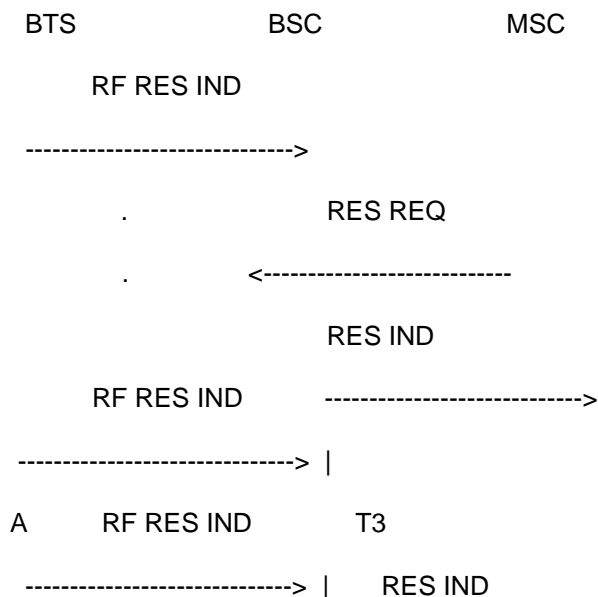 BTS BSC MSC
RF RES IND
------------------------------>
. RES REQ
. <----------------------------
RES IND
RF RES IND ----------------------------->
-------------------------------> |
A RF RES IND T3
------------------------------> | RES IND